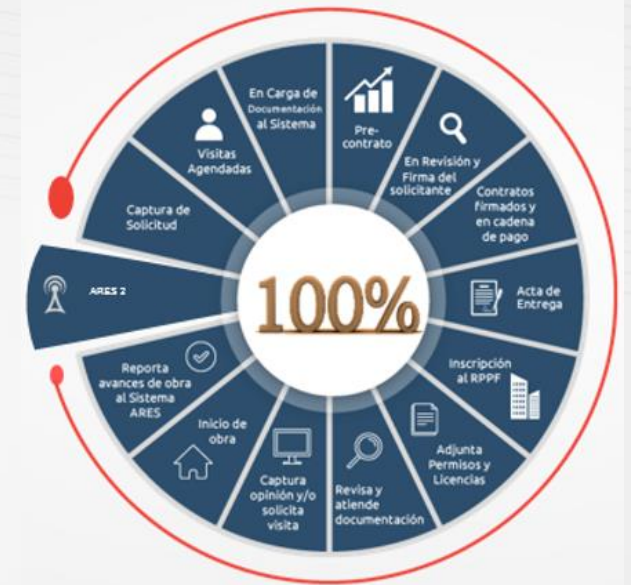 ARES 2
Captura de
Solicitud
Visitas
Agendadas
En Carga de
Documentación
al Sistema
Pre-
contrato
En Revisión y
Firma del
solicitante
Contratos
firmados y
en cadena
de pago
Acta de
Entrega
Inscripción
al RPPF
Adjunta
Permisos y
Licencias
Revisa y
atiende
documentación
Captura
opinión y/o
solicita
visita
Inicio de
obra
Reporta
avances de obra
al Sistema
ARES
100%